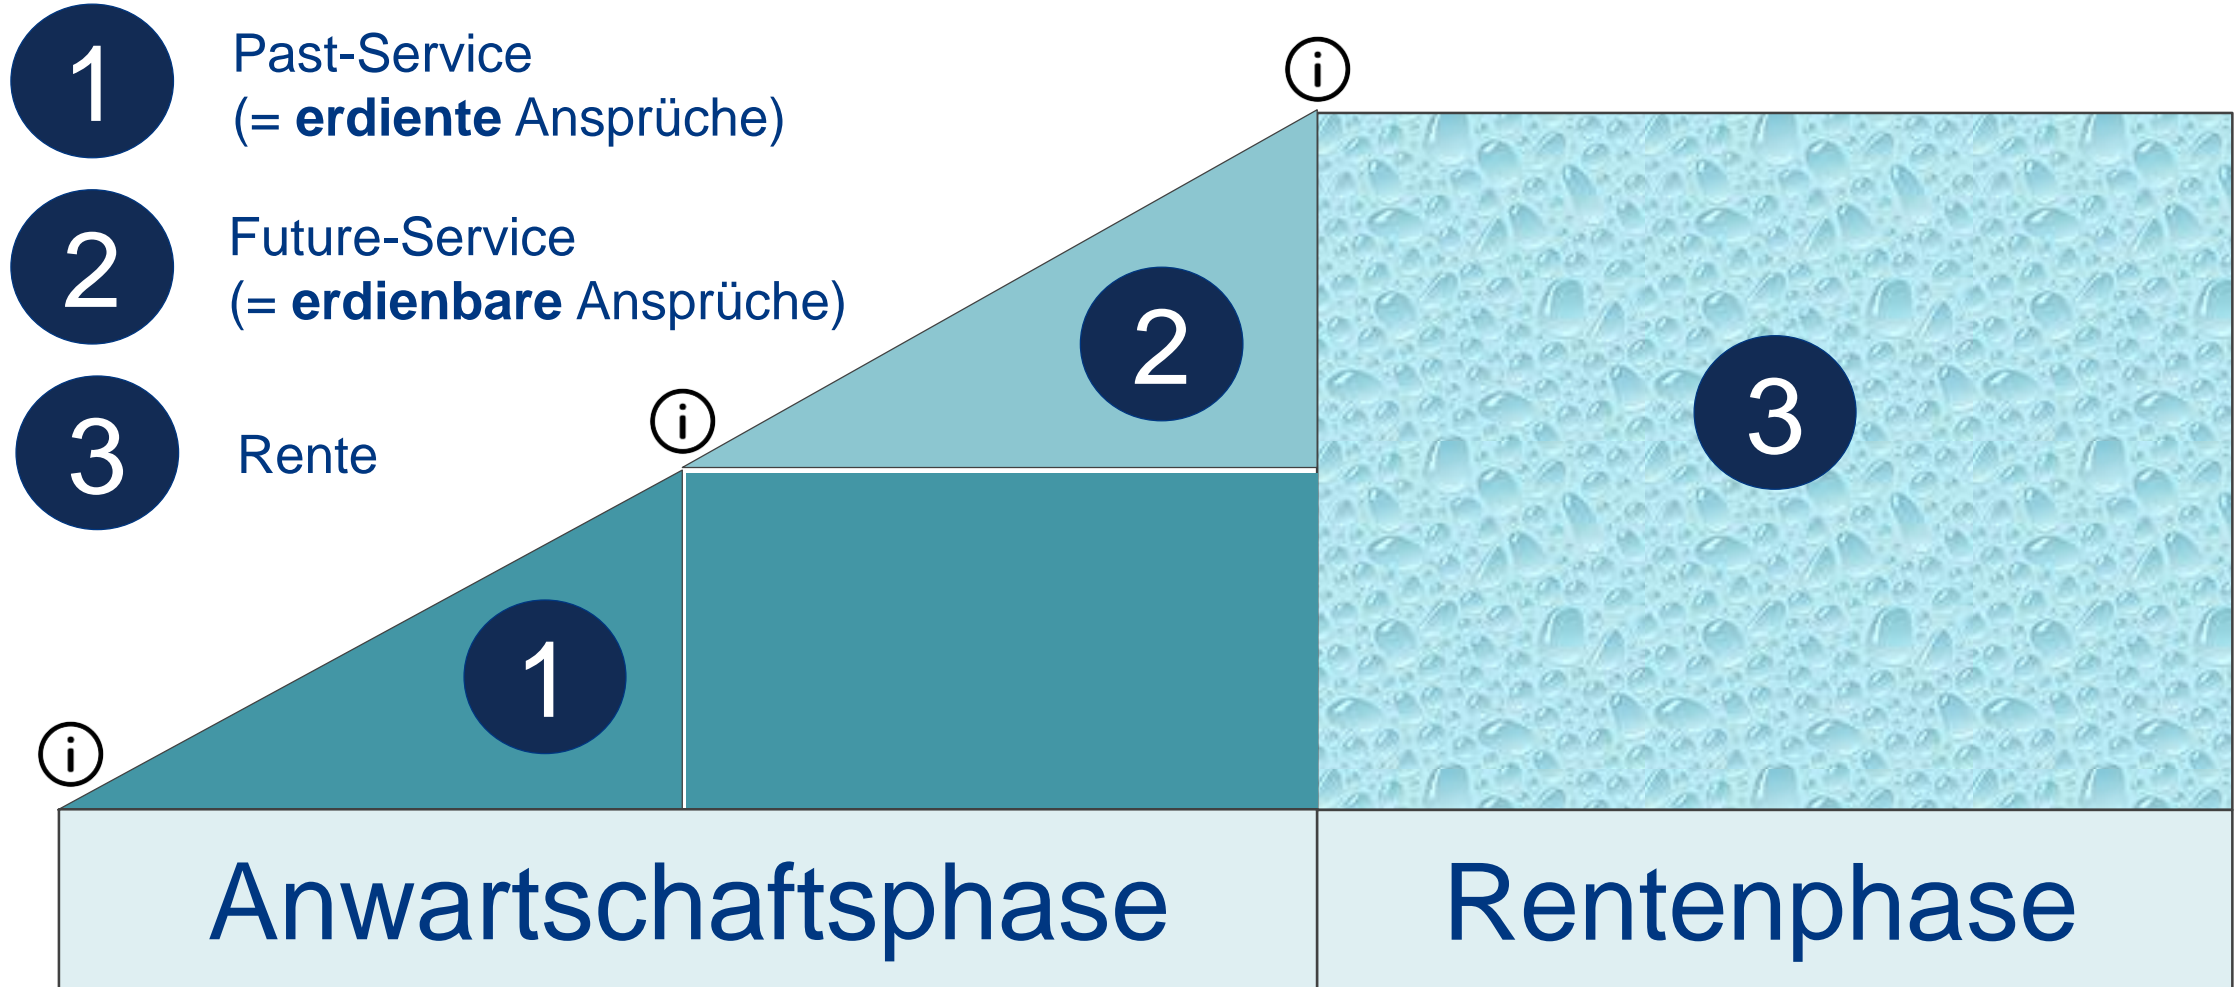 1
Past-Service
(= erdiente Ansprüche)
2
Future-Service
(= erdienbare Ansprüche)
3
Rente
i
i
i
1
2
3
Anwartschaftsphase
Rentenphase